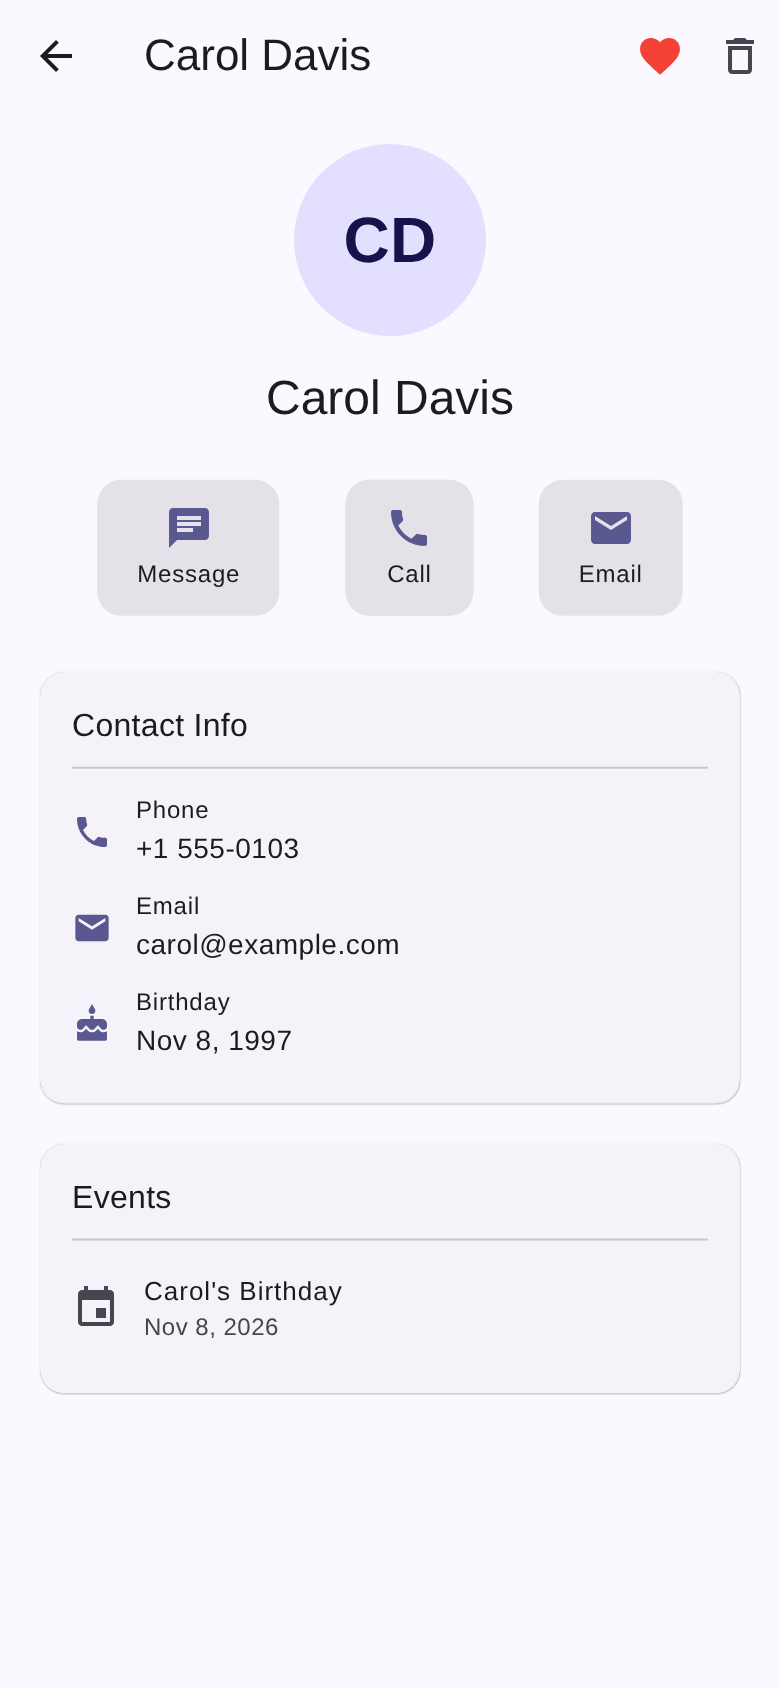 Carol Davis
CD
Carol Davis
Message
Call
Email
Contact Info
Phone
+1 555-0103
Email
carol@example.com
Birthday
Nov 8, 1997
Events
Carol's Birthday
Nov 8, 2026